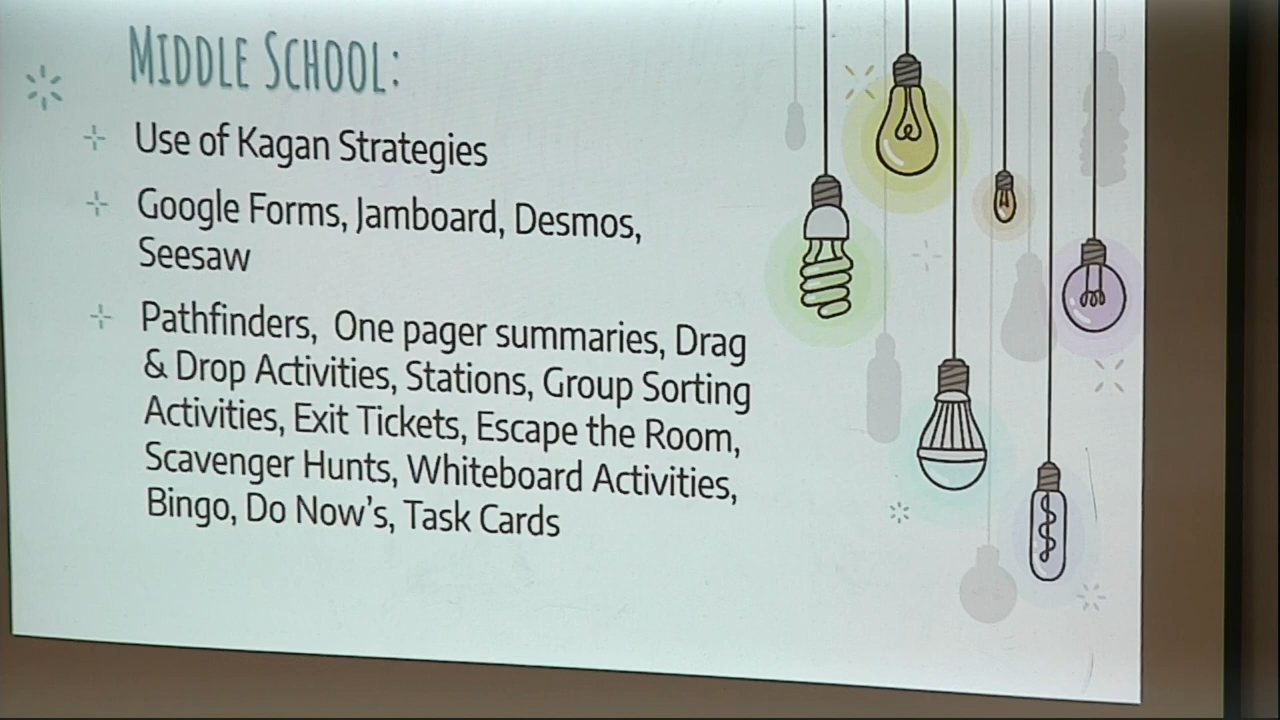 MIDDLE SCHOOL:
Use of Kagan Strategies
Google Forms, Jamboard, Desmos,
Seesaw
Pathfinders, One pager summaries, Drag
& Drop Activities, Stations, Group Sorting
Activities, Exit Tickets, Escape the Room,
Scavenger Hunts, Whiteboard Activities,
Bingo, Do Now's, Task Cards